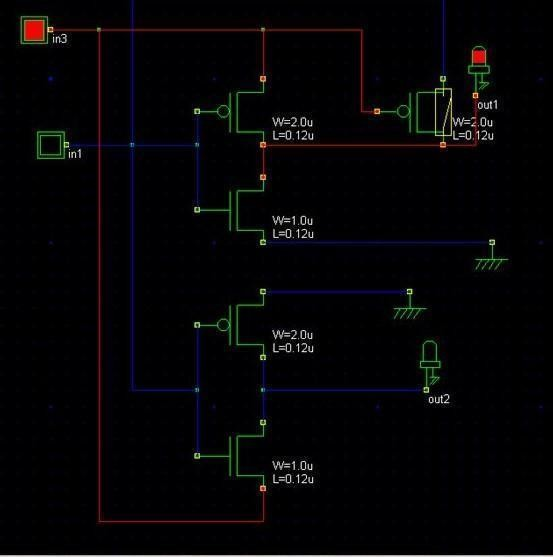 in3
out1
W=2.0u
L=0.12u
W=2.0u
L=0.12u
in1
W=1.0u
L=0.12u
W=2.0u
L=0.12u
out2
W=1.0u
L=0.12u